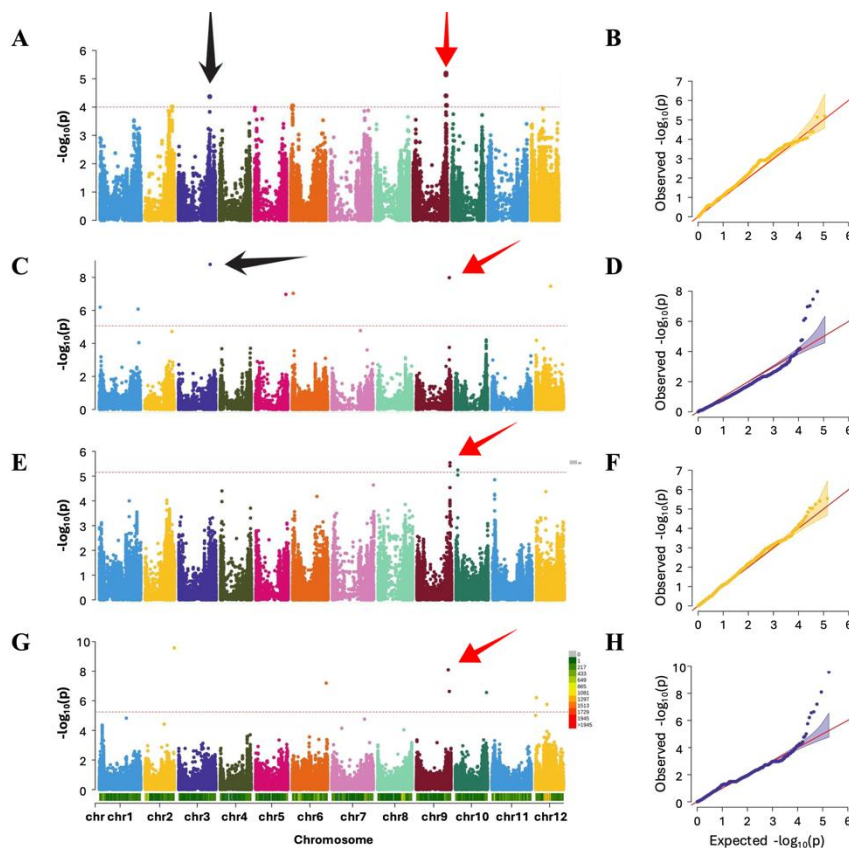 A
B
-log10(p)
6
5
4
3
2
1
0
Observed -log10(p)
7
6
5
4
3
2
1
0
0 1 2 3 4 5 6
C
D
-log10(p)
8
6
4
2
0
Observed -log10(p)
8
6
4
2
0
0 1 2 3 4 5 6
E
F
-log10(p)
6
5
4
3
2
1
0
Observed -log10(p)
7
6
5
4
3
2
1
0
0 1 2 3 4 5 6
G
H
-log10(p)
10
8
6
4
2
0
0
1
217
433
649
865
1081
1297
1513
1729
1945
>1945
chr chr1 chr2 chr3 chr4 chr5 chr6 chr7 chr8 chr9 chr10 chr11 chr12
Chromosome
Observed -log10(p)
10
8
6
4
2
0
0 1 2 3 4 5 6
Expected -log10(p)